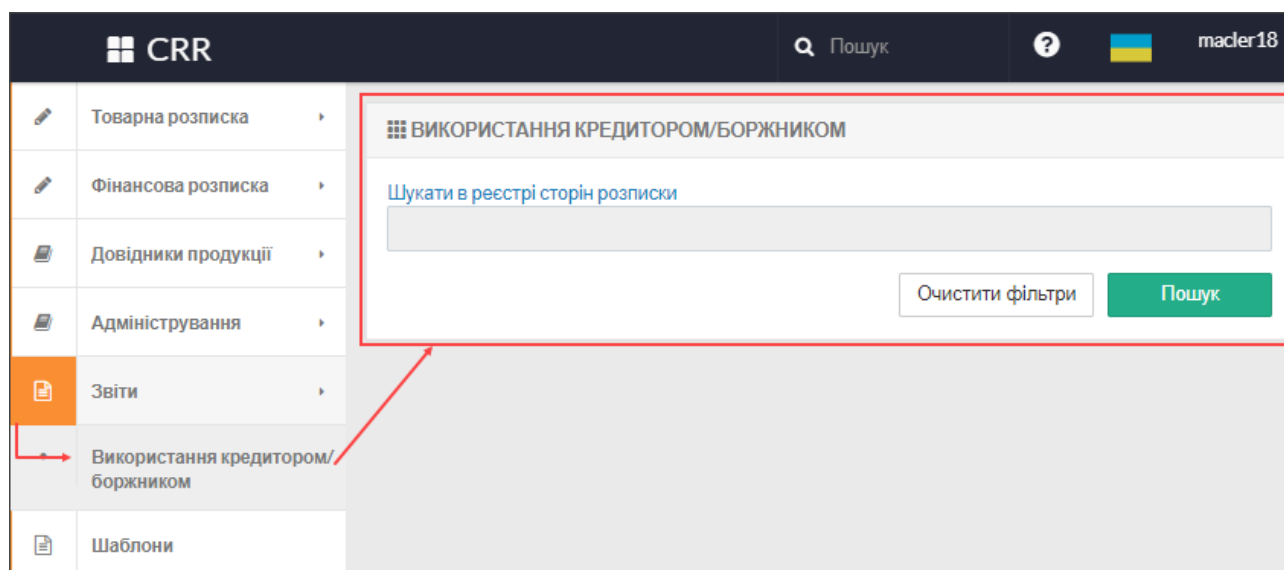 CRR
Пошук
macler18
Товарна розписка
Фінансова розписка
Довідники продукції
Адміністрування
Звіти
Використання кредитором/
боржником
Шаблони
ВИКОРИСТАННЯ КРЕДИТОРОМ/БОРЖНИКОМ
Шукати в реєстрі сторін розписки
Очистити фільтри
Пошук